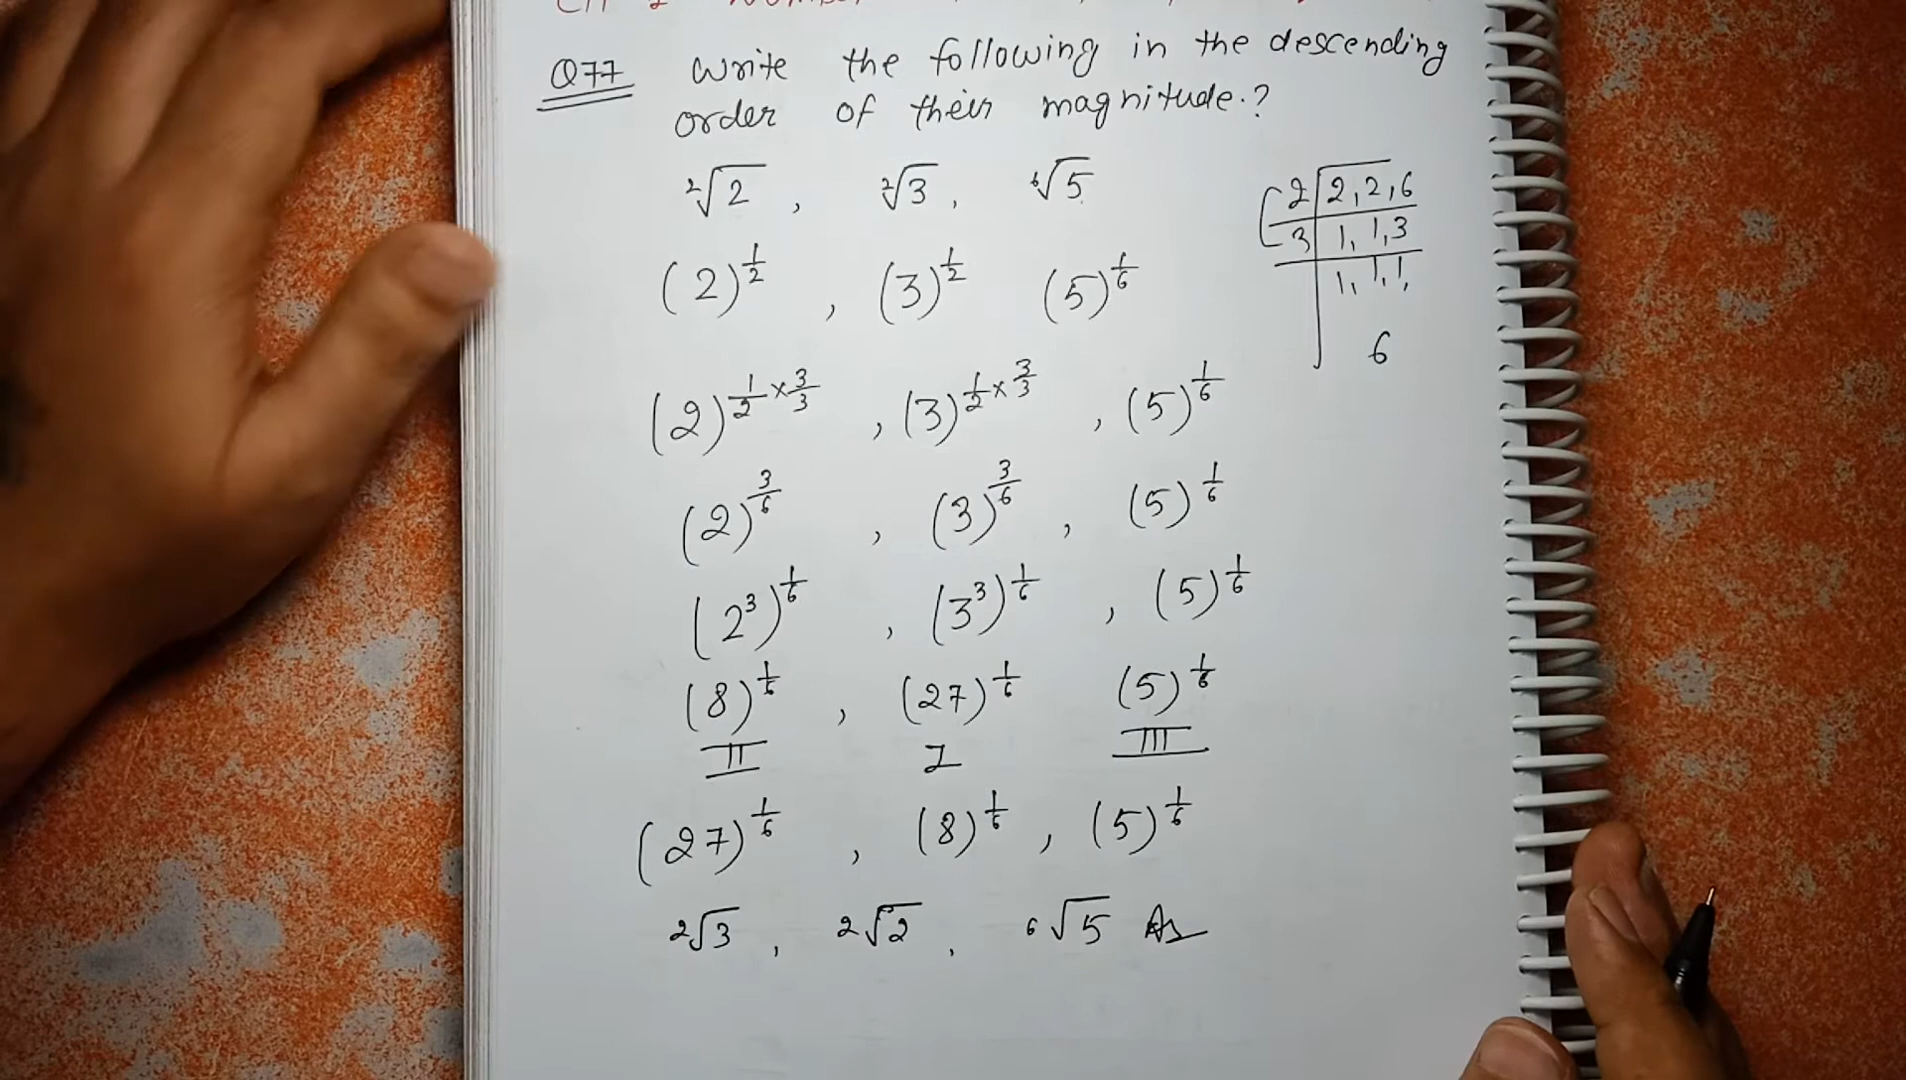 Q77 Write the following in the descending
order of their magnitude.?
²√2 , ²√3 , ⁶√5
2 | 2, 2, 6
3 | 1, 1, 3
1, 1, 1,
6
(2)^1/2 , (3)^1/2 (5)^1/6
(2)^1/2×3/3 , (3)^1/2×3/3 , (5)^1/6
(2)^3/6 , (3)^3/6 , (5)^1/6
(2³)^1/6 , (3³)^1/6 , (5)^1/6
(8)^1/6 , (27)^1/6 (5)^1/6
II I III
(27)^1/6 , (8)^1/6 , (5)^1/6
²√3 , ²√2 , ⁶√5 As